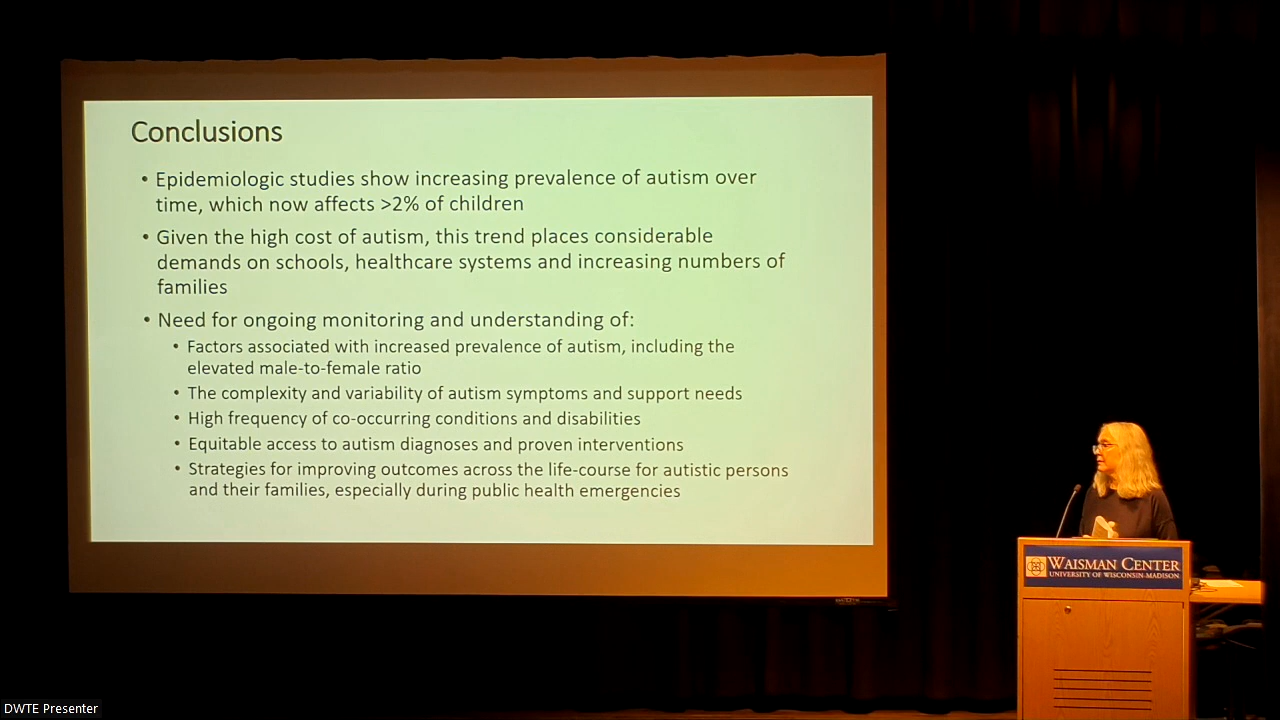 Conclusions
• Epidemiologic studies show increasing prevalence of autism over
time, which now affects >2% of children
• Given the high cost of autism, this trend places considerable
demands on schools, healthcare systems and increasing numbers of
families
• Need for ongoing monitoring and understanding of:
• Factors associated with increased prevalence of autism, including the
elevated male-to-female ratio
• The complexity and variability of autism symptoms and support needs
• High frequency of co-occurring conditions and disabilities
• Equitable access to autism diagnoses and proven interventions
• Strategies for improving outcomes across the life-course for autistic persons
and their families, especially during public health emergencies
WAISMAN CENTER
UNIVERSITY OF WISCONSIN-MADISON
DWTE Presenter